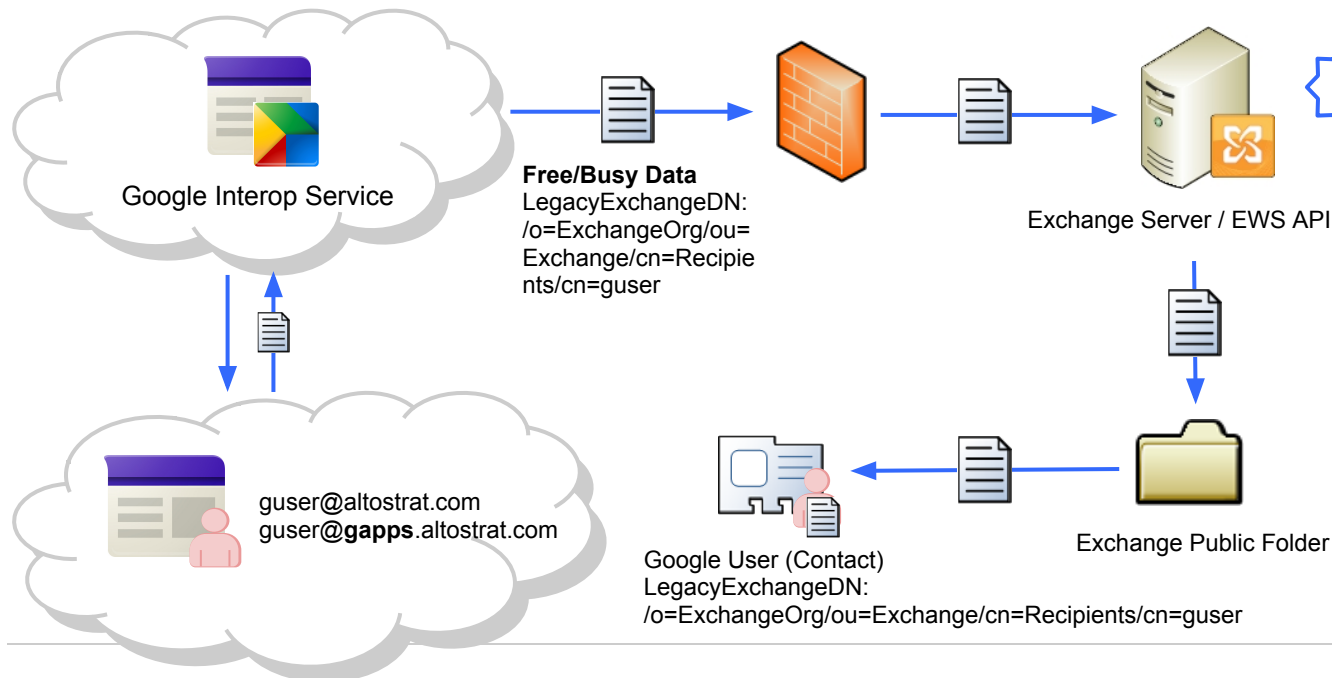 Google Interop Service
Free/Busy Data
LegacyExchangeDN:
/o=ExchangeOrg/ou=
Exchange/cn=Recipie
nts/cn=guser
Exchange Server / EWS API
guser@altostrat.com
guser@gapps.altostrat.com
Google User (Contact)
LegacyExchangeDN:
/o=ExchangeOrg/ou=Exchange/cn=Recipients/cn=guser
Exchange Public Folder